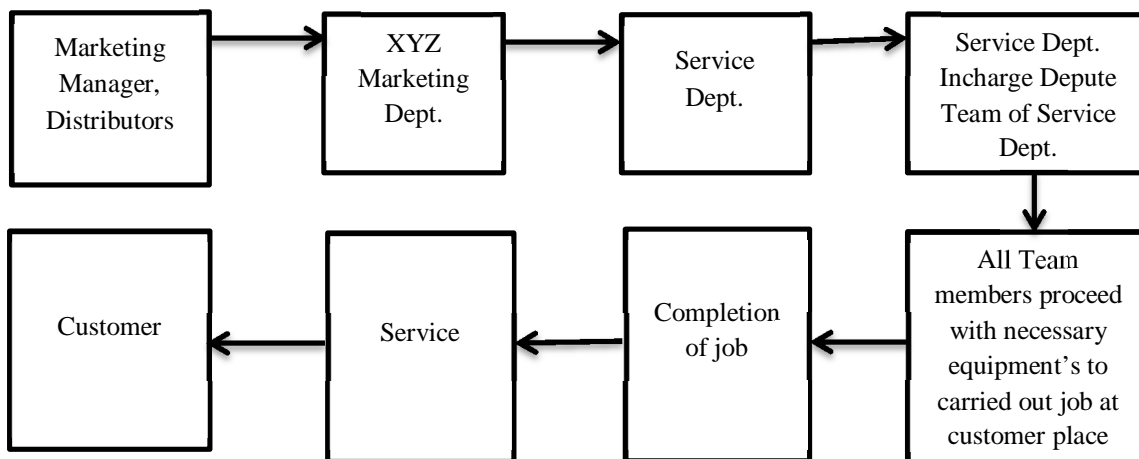 Marketing
Manager,
Distributors
XYZ
Marketing
Dept.
Service
Dept.
Service Dept.
Incharge Depute
Team of Service
Dept.
All Team
members proceed
with necessary
equipment’s to
carried out job at
customer place
Completion
of job
Service
Customer